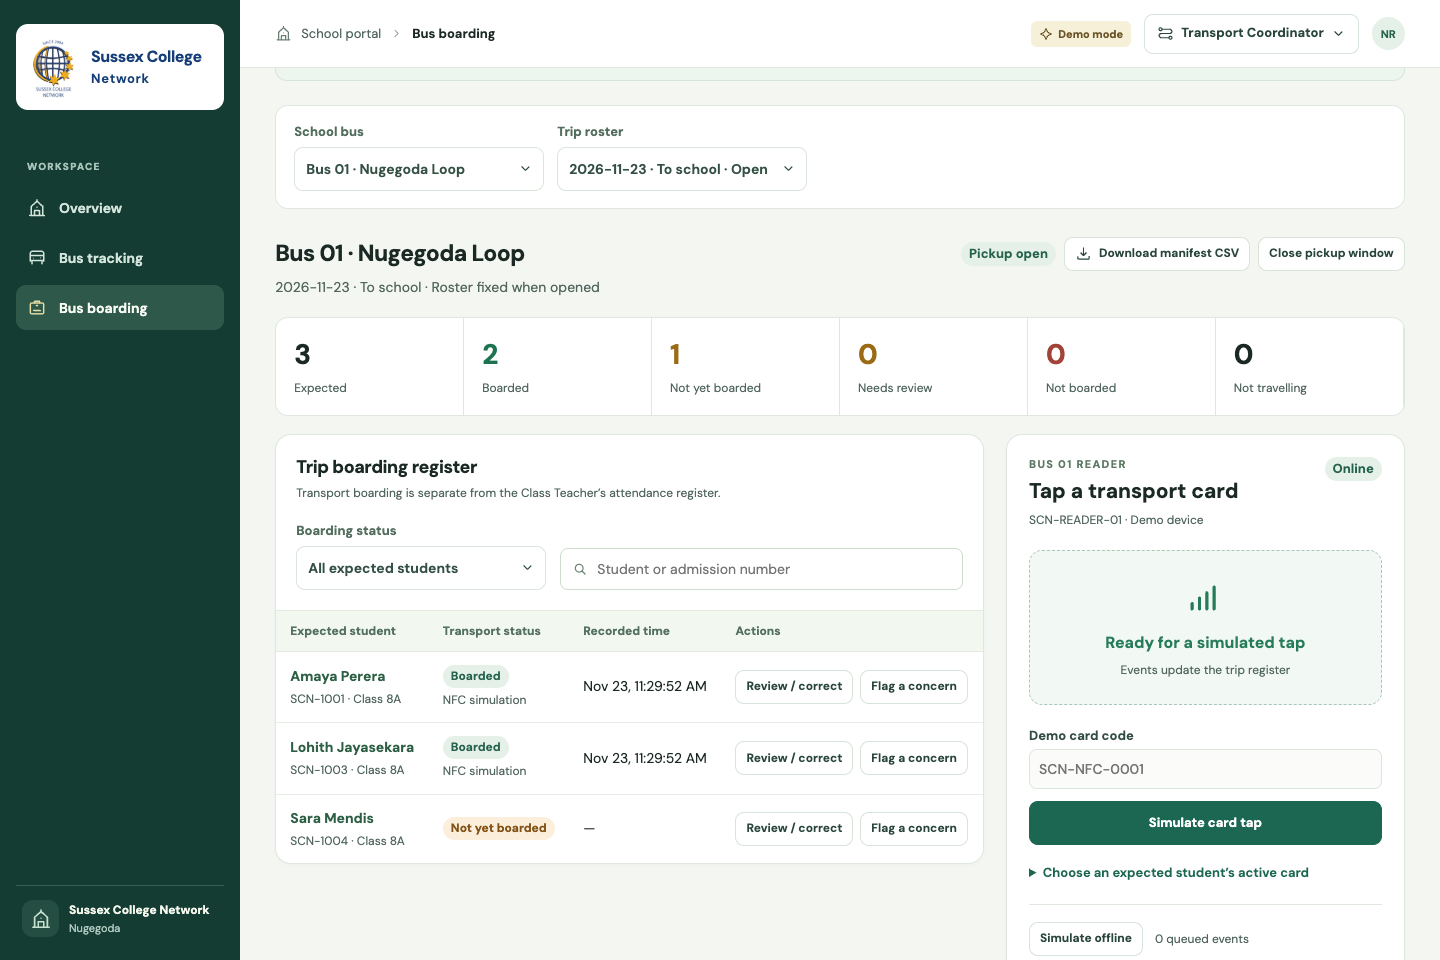 Sussex College
Network
SUSSEX COLLEGE
NETWORK
WORKSPACE
Overview
Bus tracking
Bus boarding
Sussex College Network
Nugegoda
School portal
Bus boarding
Demo mode
Transport Coordinator
NR
School bus
Trip roster
Bus 01 · Nugegoda Loop
2026-11-23 · To school · Open
Bus 01 · Nugegoda Loop
Pickup open
Download manifest CSV
Close pickup window
2026-11-23 · To school · Roster fixed when opened
3
2
1
0
0
0
Expected
Boarded
Not yet boarded
Needs review
Not boarded
Not travelling
Trip boarding register
Transport boarding is separate from the Class Teacher’s attendance register.
Boarding status
All expected students
Student or admission number
Expected student
Transport status
Recorded time
Actions
Amaya Perera
SCN-1001 · Class 8A
Boarded
NFC simulation
Nov 23, 11:29:52 AM
Review / correct
Flag a concern
Lohith Jayasekara
SCN-1003 · Class 8A
Boarded
NFC simulation
Nov 23, 11:29:52 AM
Review / correct
Flag a concern
Sara Mendis
SCN-1004 · Class 8A
Not yet boarded
—
Review / correct
Flag a concern
BUS 01 READER
Online
Tap a transport card
SCN-READER-01 · Demo device
Ready for a simulated tap
Events update the trip register
Demo card code
SCN-NFC-0001
Simulate card tap
Choose an expected student’s active card
Simulate offline
0 queued events